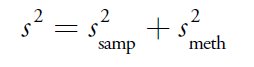 s² = s²samp + s²meth